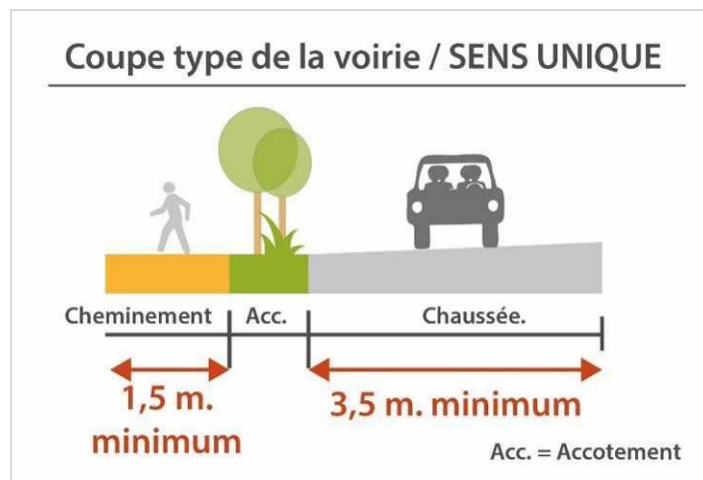 Coupe type de la voirie / SENS UNIQUE
Cheminement Acc. Chaussée.
1,5 m. minimum
3,5 m. minimum
Acc. = Accotement